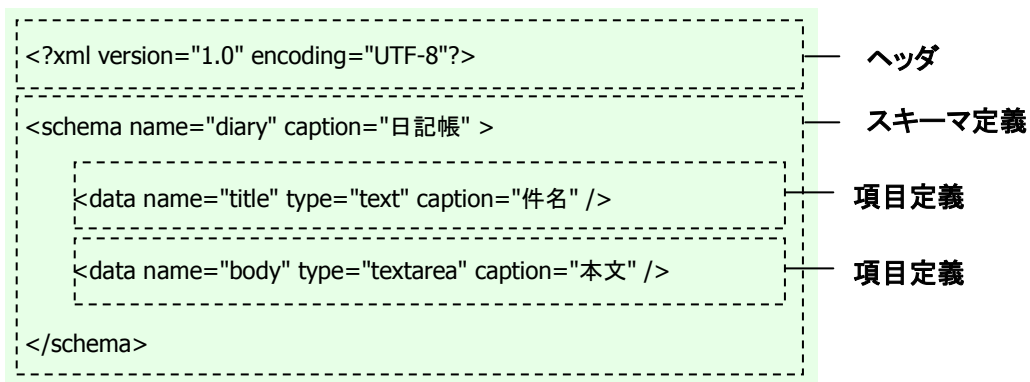 <?xml version="1.0" encoding="UTF-8"?>
ヘッダ
<schema name="diary" caption="日記帳" >
スキーマ定義
<data name="title" type="text" caption="件名" />
項目定義
<data name="body" type="textarea" caption="本文" />
項目定義
</schema>